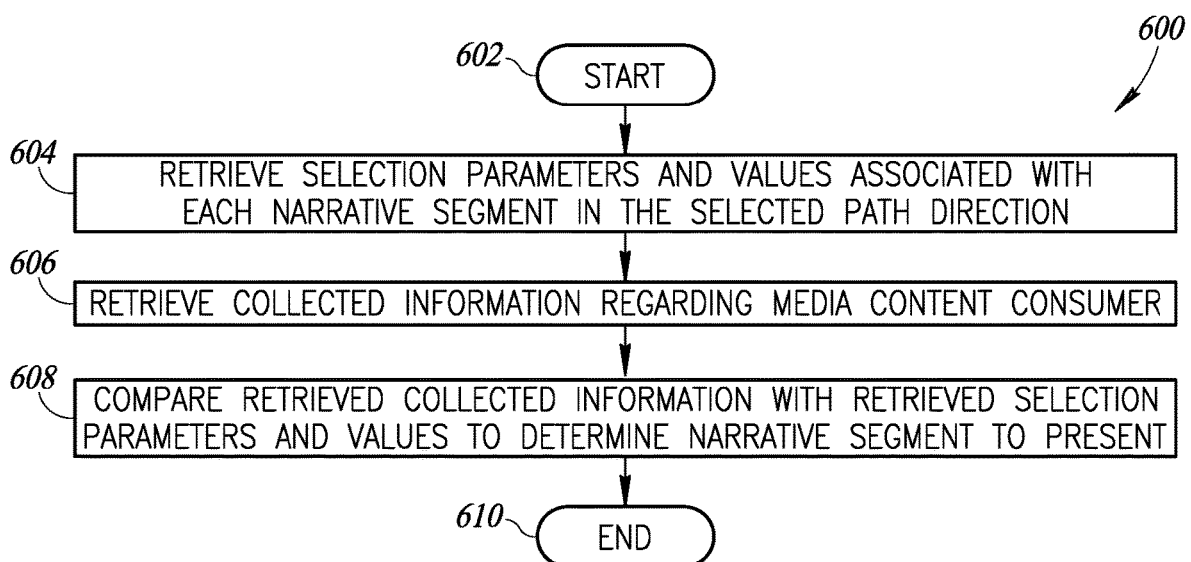 600
602
START
604
RETRIEVE SELECTION PARAMETERS AND VALUES ASSOCIATED WITH
EACH NARRATIVE SEGMENT IN THE SELECTED PATH DIRECTION
606
RETRIEVE COLLECTED INFORMATION REGARDING MEDIA CONTENT CONSUMER
608
COMPARE RETRIEVED COLLECTED INFORMATION WITH RETRIEVED SELECTION
PARAMETERS AND VALUES TO DETERMINE NARRATIVE SEGMENT TO PRESENT
610
END